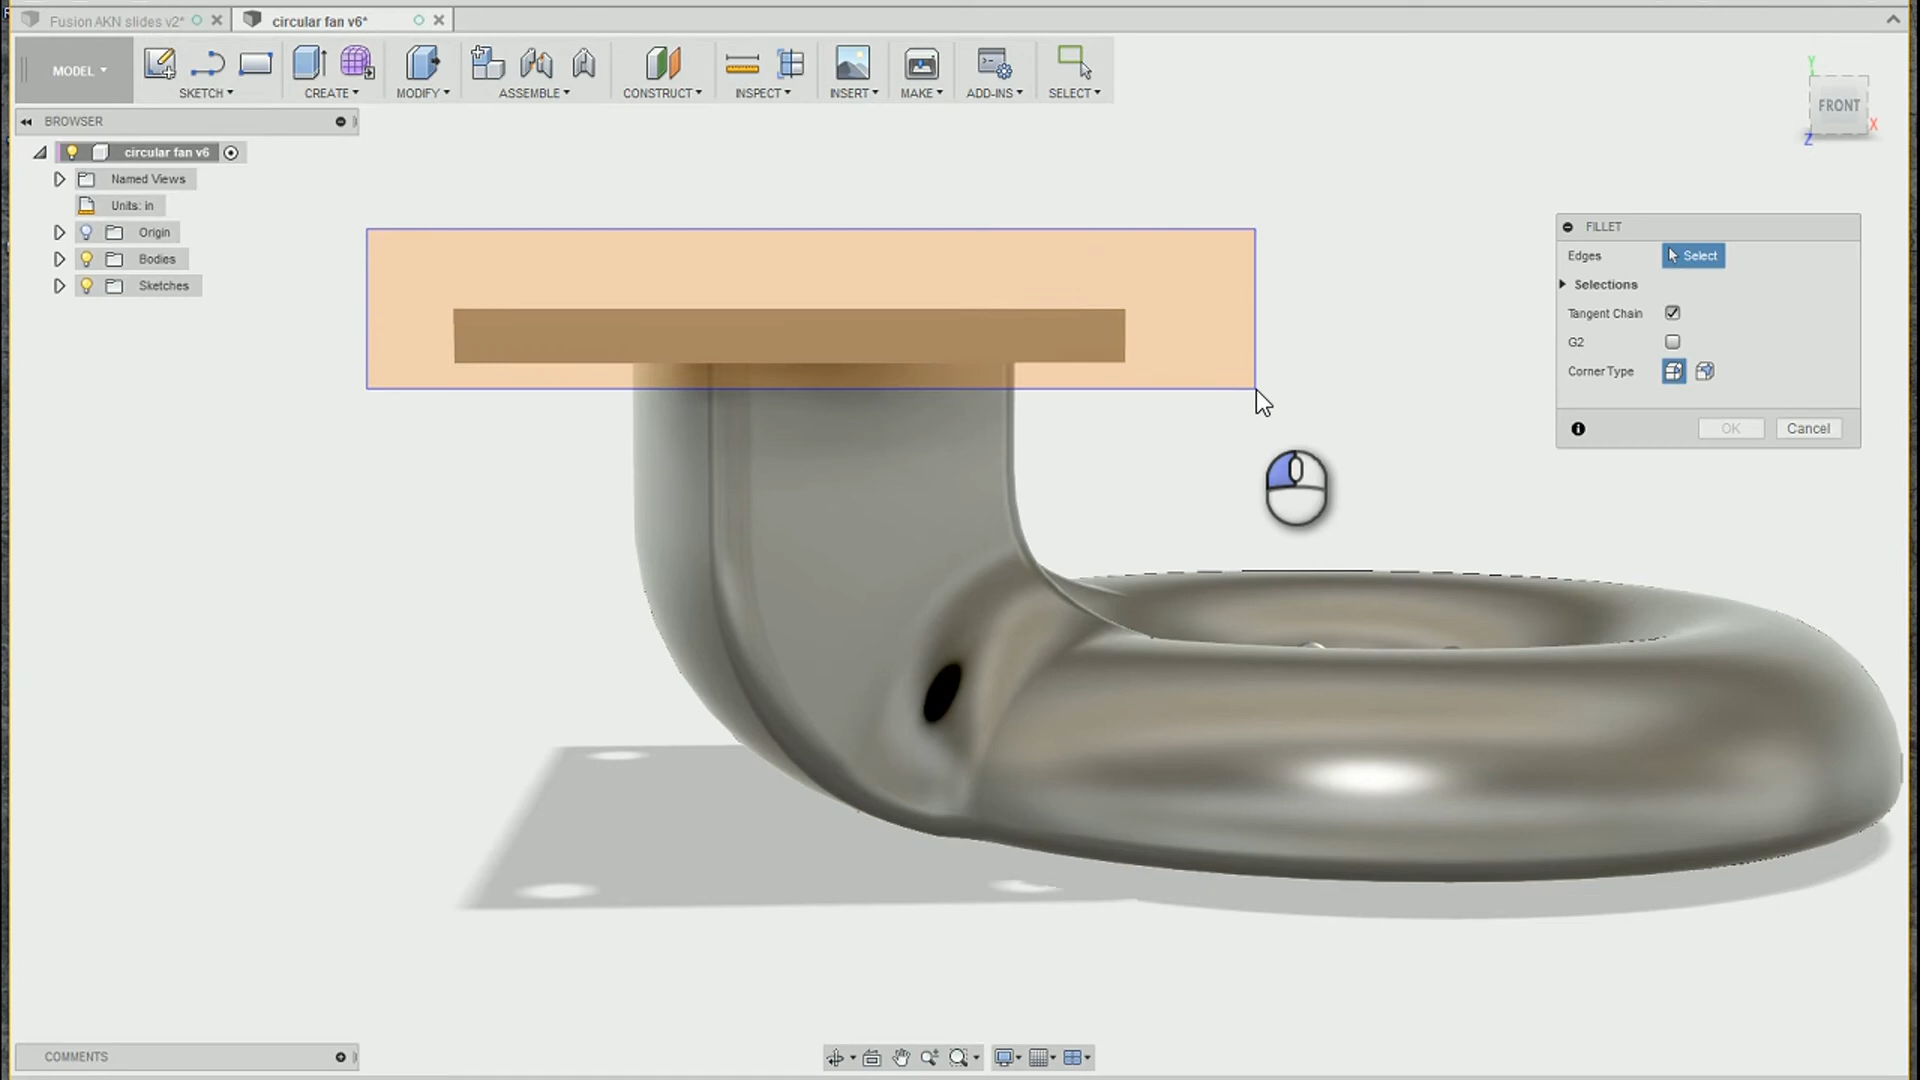 Fusion AKN slides v2*
circular fan v6*
MODEL
SKETCH
CREATE
MODIFY
ASSEMBLE
CONSTRUCT
INSPECT
INSERT
MAKE
ADD-INS
SELECT
Y
FRONT
X
Z
BROWSER
circular fan v6
Named Views
Units: in
Origin
Bodies
Sketches
FILLET
Edges Select
Selections
Tangent Chain
G2
Corner Type
OK Cancel
COMMENTS